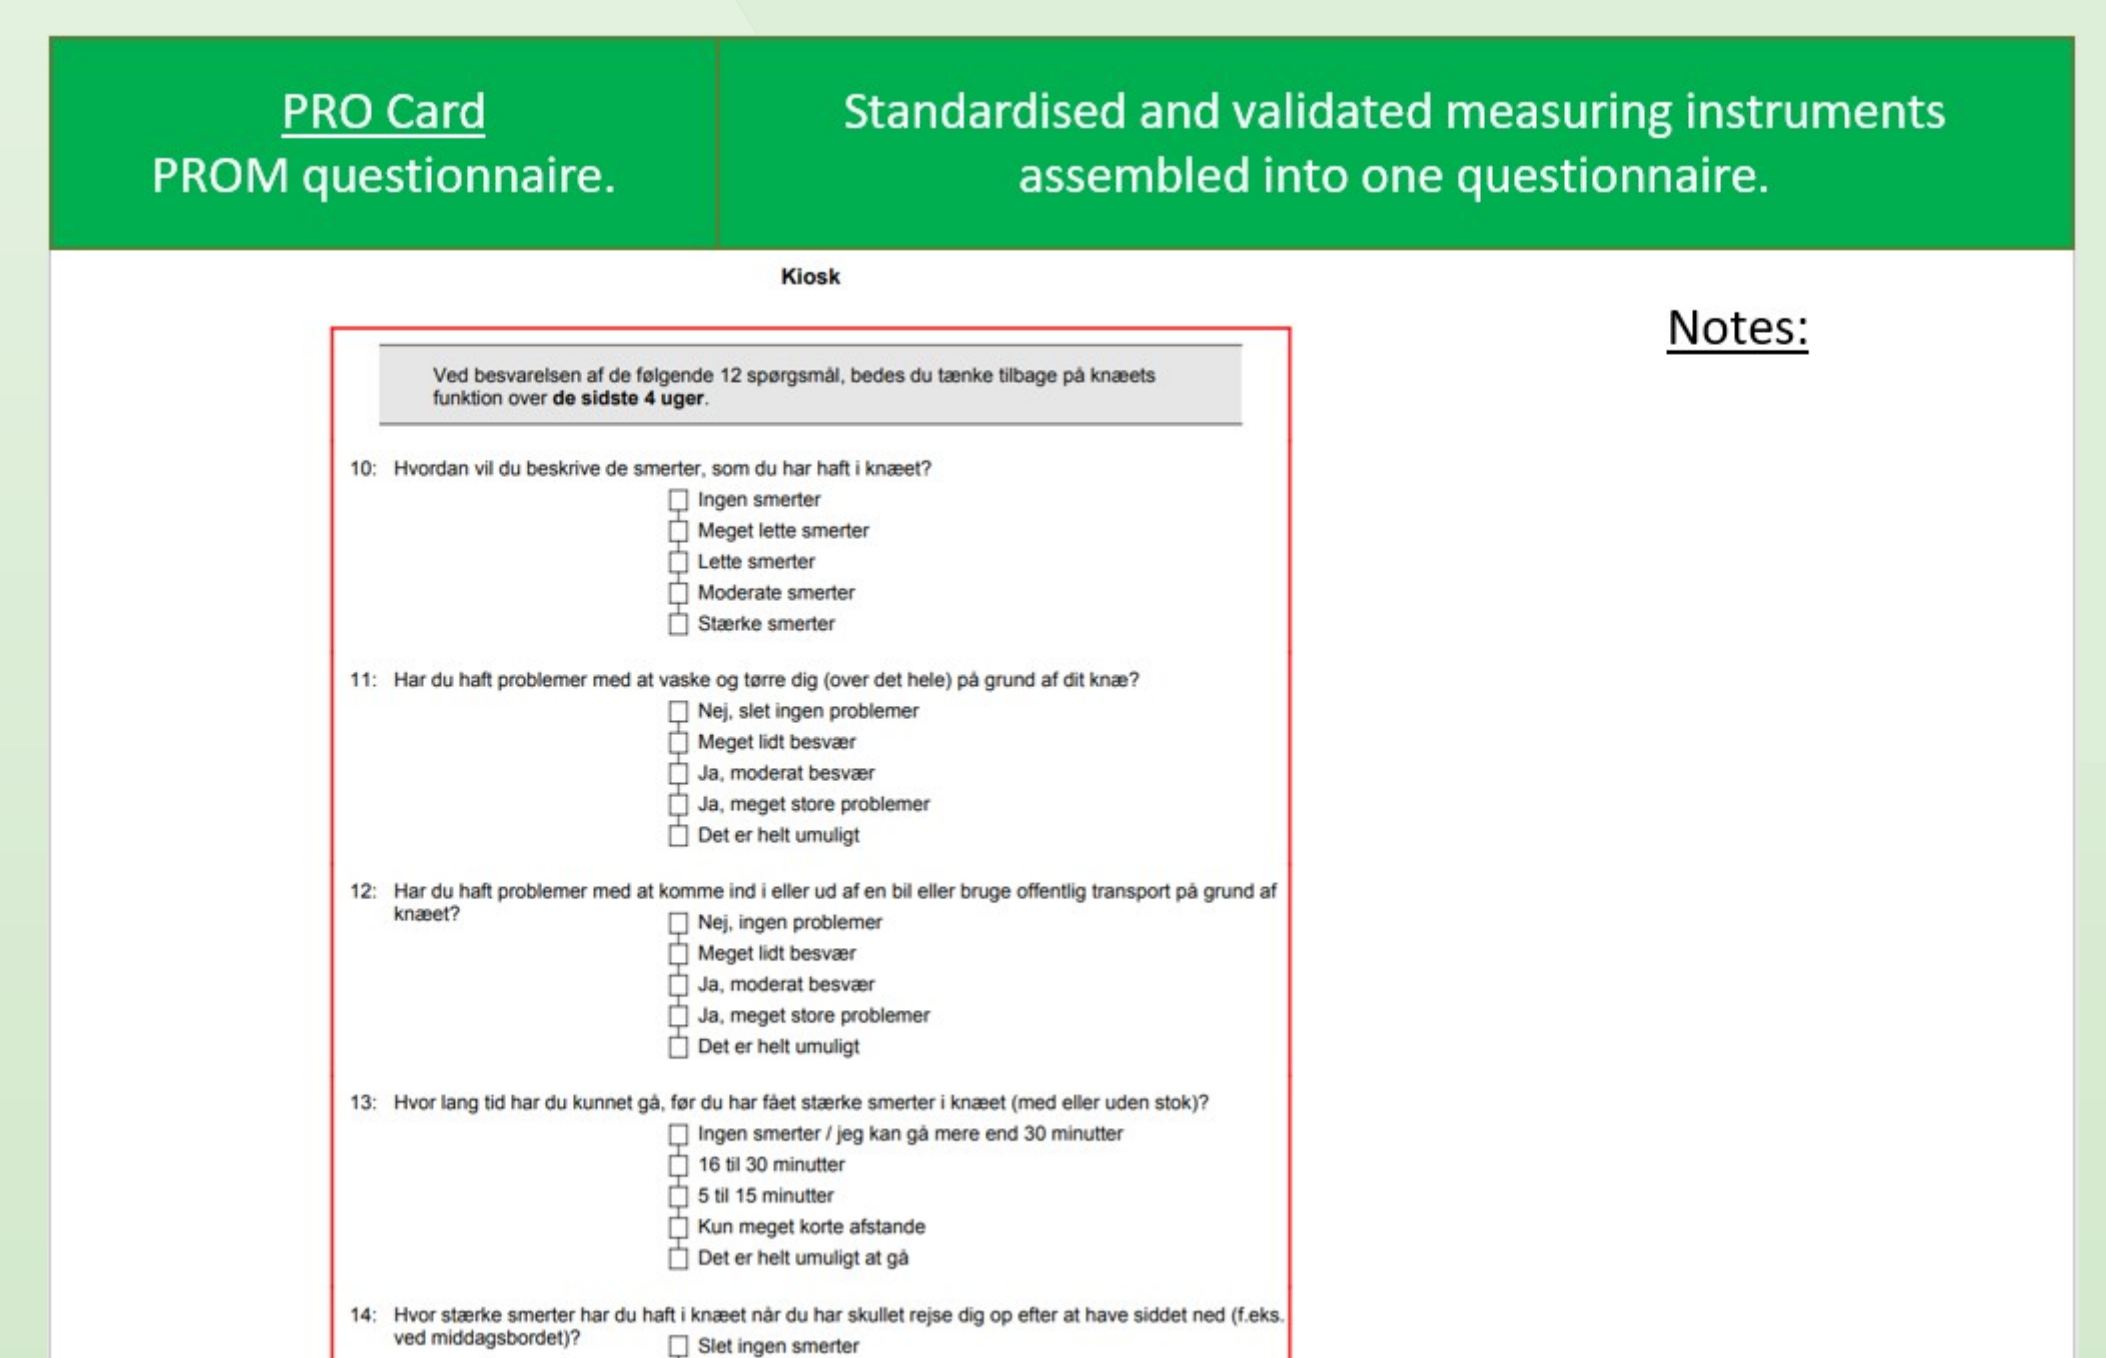 PRO Card
PROM questionnaire.
Standardised and validated measuring instruments
assembled into one questionnaire.
Kiosk
Notes:
Ved besvarelsen af de følgende 12 spørgsmål, bedes du tænke tilbage på knæets
funktion over de sidste 4 uger.
10: Hvordan vil du beskrive de smerter, som du har haft i knæet?
Ingen smerter
Meget lette smerter
Lette smerter
Moderate smerter
Stærke smerter
11: Har du haft problemer med at vaske og tørre dig (over det hele) på grund af dit knæ?
Nej, slet ingen problemer
Meget lidt besvær
Ja, moderat besvær
Ja, meget store problemer
Det er helt umuligt
12: Har du haft problemer med at komme ind i eller ud af en bil eller bruge offentlig transport på grund af
knæet?
Nej, ingen problemer
Meget lidt besvær
Ja, moderat besvær
Ja, meget store problemer
Det er helt umuligt
13: Hvor lang tid har du kunnet gå, før du har fået stærke smerter i knæet (med eller uden stok)?
Ingen smerter / jeg kan gå mere end 30 minutter
16 til 30 minutter
5 til 15 minutter
Kun meget korte afstande
Det er helt umuligt at gå
14: Hvor stærke smerter har du haft i knæet når du har skullet rejse dig op efter at have siddet ned (f.eks.
ved middagsbordet)?
Slet ingen smerter